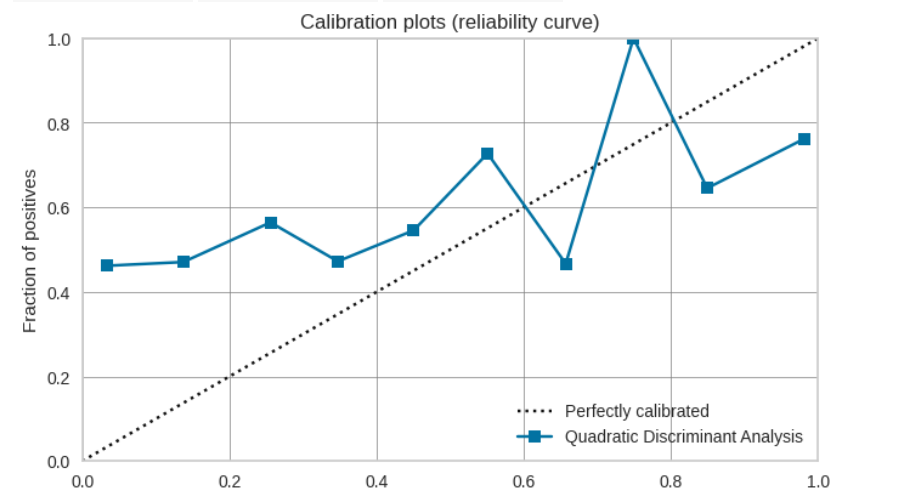 Calibration plots (reliability curve)
1.0
0.8
0.6
0.4
0.2
0.0
Fraction of positives
Perfectly calibrated
Quadratic Discriminant Analysis
0.0 0.2 0.4 0.6 0.8 1.0